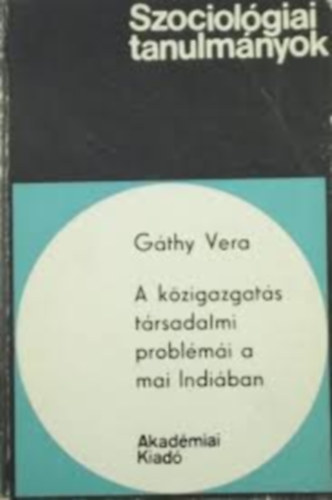 Szociológiai
tanulmányok
Gáthy Vera
A közigazgatás
társadalmi
problémái a
mai Indiában
Akadémiai
Kiadó